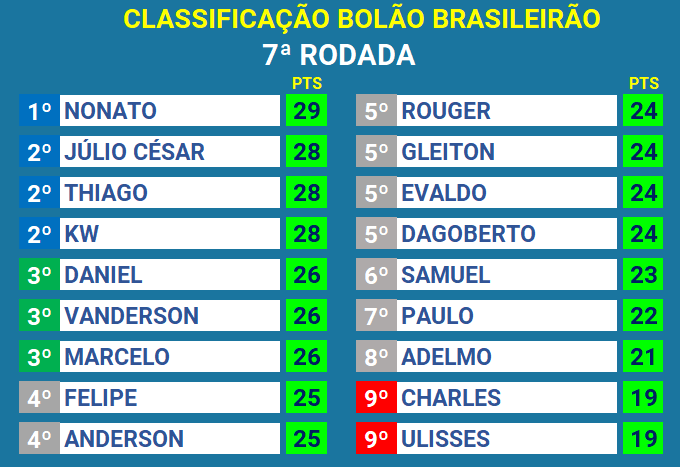 CLASSIFICAÇÃO BOLÃO BRASILEIRÃO
7ª RODADA
PTS
1º NONATO 29
2º JÚLIO CÉSAR 28
2º THIAGO 28
2º KW 28
3º DANIEL 26
3º VANDERSON 26
3º MARCELO 26
4º FELIPE 25
4º ANDERSON 25
PTS
5º ROUGER 24
5º GLEITON 24
5º EVALDO 24
5º DAGOBERTO 24
6º SAMUEL 23
7º PAULO 22
8º ADELMO 21
9º CHARLES 19
9º ULISSES 19